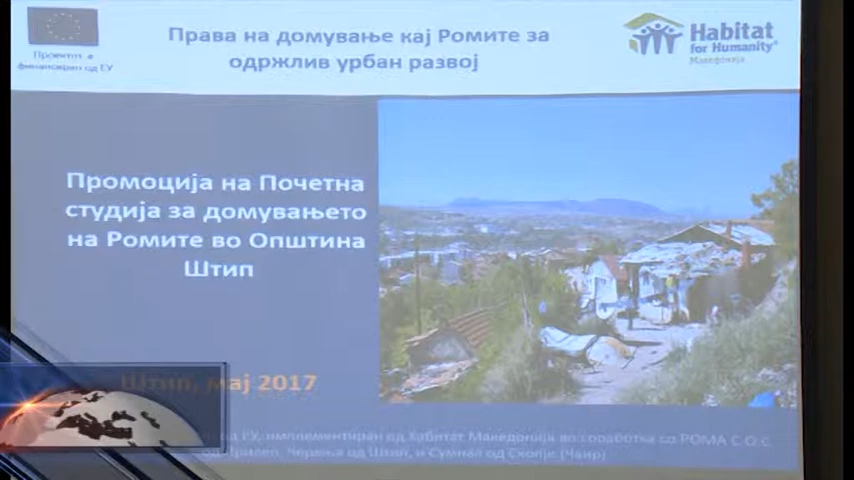 Проектот е
финансиран од ЕУ
Права на домување кај Ромите за
одржлив урбан развој
Habitat
for Humanity®
Македонија
Промоција на Почетна
студија за домувањето
на Ромите во Општина
Штип
Штип, мај 2017
од ЕУ, имплементиран од Хабитат Македонија во соработка со РОМА С.О.С.
од Прилеп, Черења од Штип, и Сумнал од Скопје (Чаир)